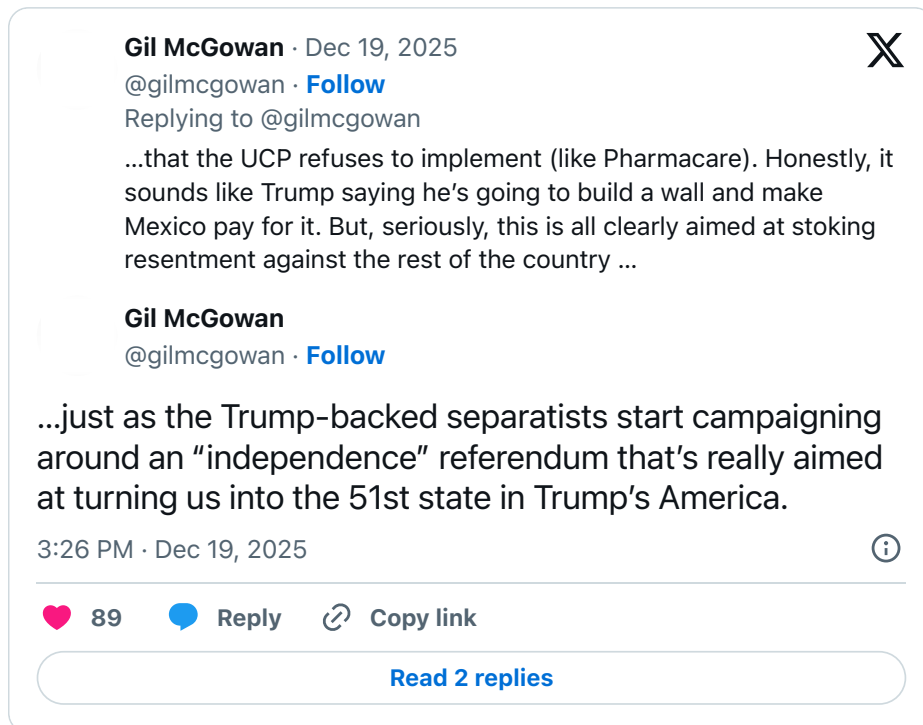 Gil McGowan · Dec 19, 2025
@gilmcgowan · Follow
Replying to @gilmcgowan
...that the UCP refuses to implement (like Pharmacare). Honestly, it
sounds like Trump saying he’s going to build a wall and make
Mexico pay for it. But, seriously, this is all clearly aimed at stoking
resentment against the rest of the country ...
Gil McGowan
@gilmcgowan · Follow
...just as the Trump-backed separatists start campaigning
around an “independence” referendum that’s really aimed
at turning us into the 51st state in Trump’s America.
3:26 PM · Dec 19, 2025
89 Reply Copy link
Read 2 replies